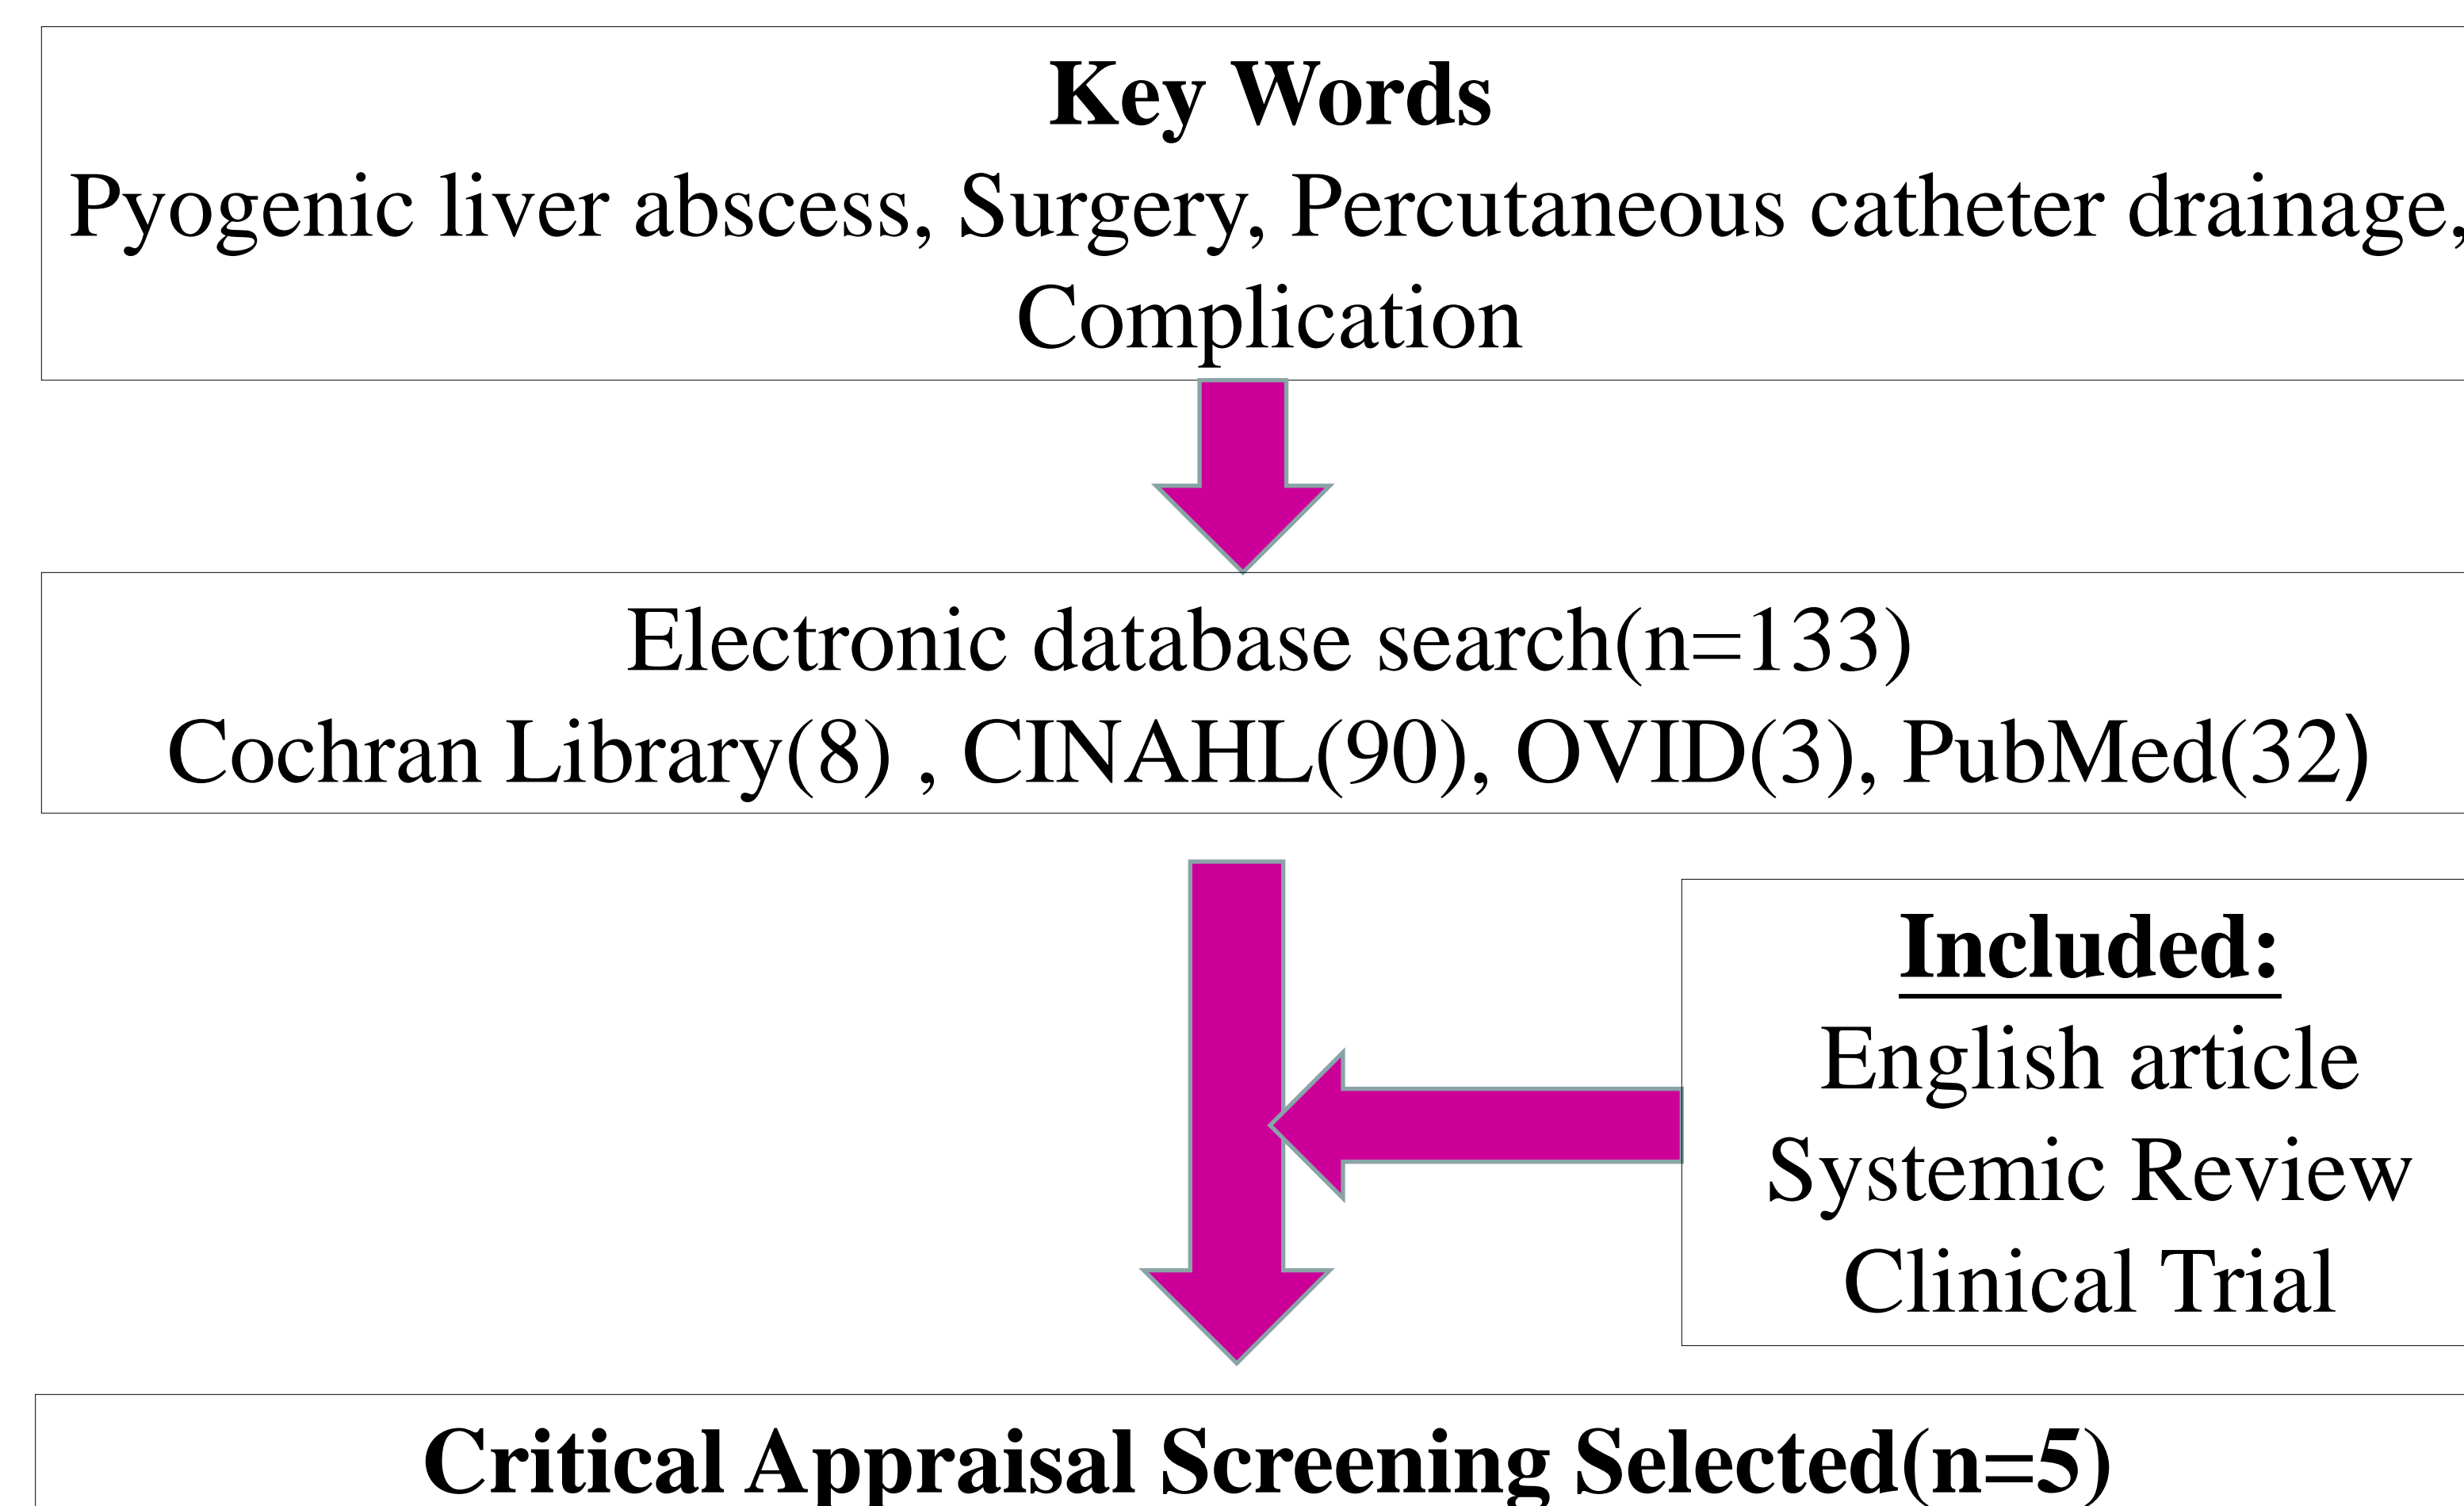 Key Words
Pyogenic liver abscess, Surgery, Percutaneous catheter drainage,
Complication
Electronic database search(n=133)
Cochran Library(8) , CINAHL(90), OVID(3), PubMed(32)
Included:
English article
Systemic Review
Clinical Trial
Critical Appraisal Screening Selected(n=5)